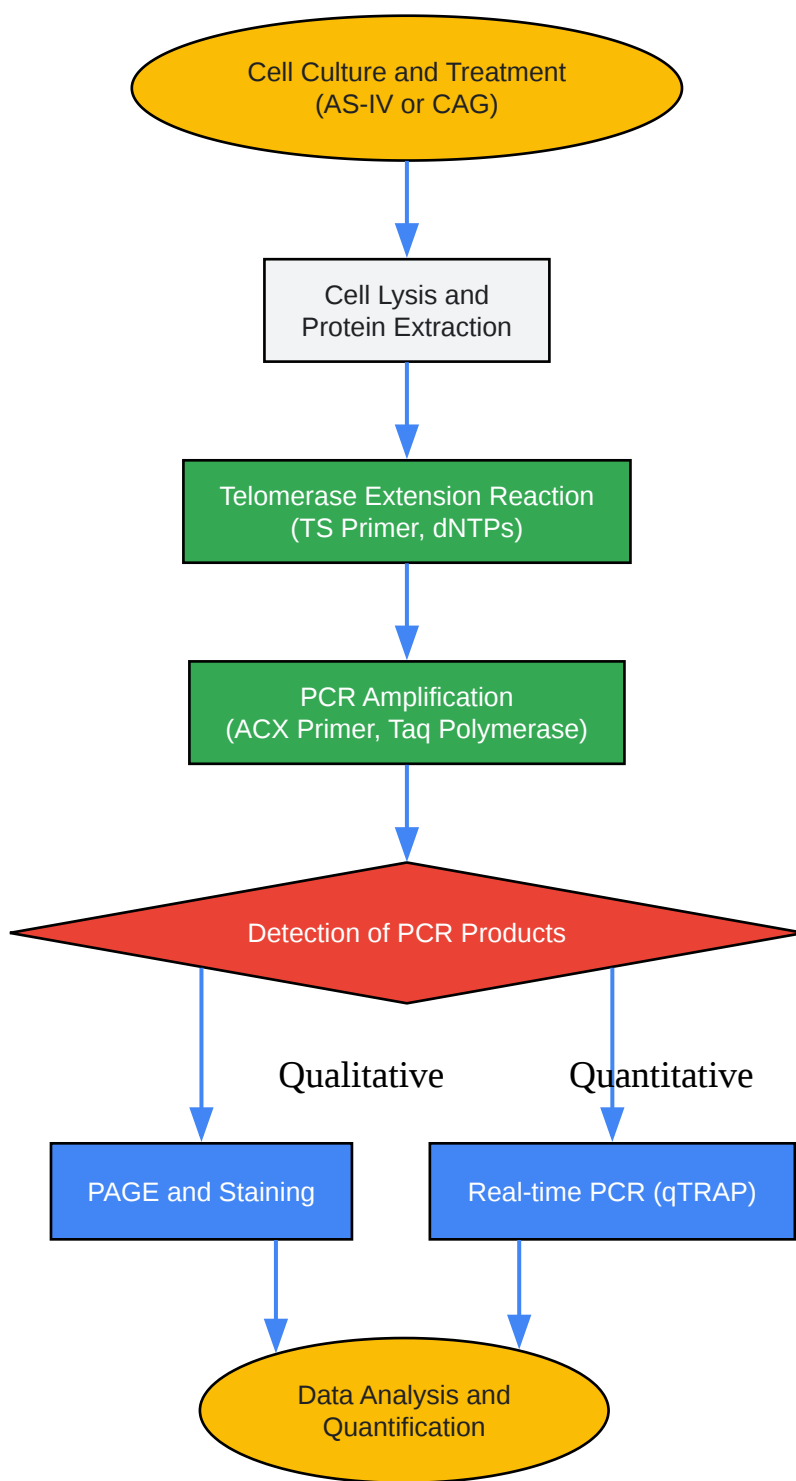 Cell Culture and Treatment
(AS-IV or CAG)
Cell Lysis and
Protein Extraction
Telomerase Extension Reaction
(TS Primer, dNTPs)
PCR Amplification
(ACX Primer, Taq Polymerase)
Detection of PCR Products
Qualitative
Quantitative
PAGE and Staining
Real-time PCR (qTRAP)
Data Analysis and
Quantification